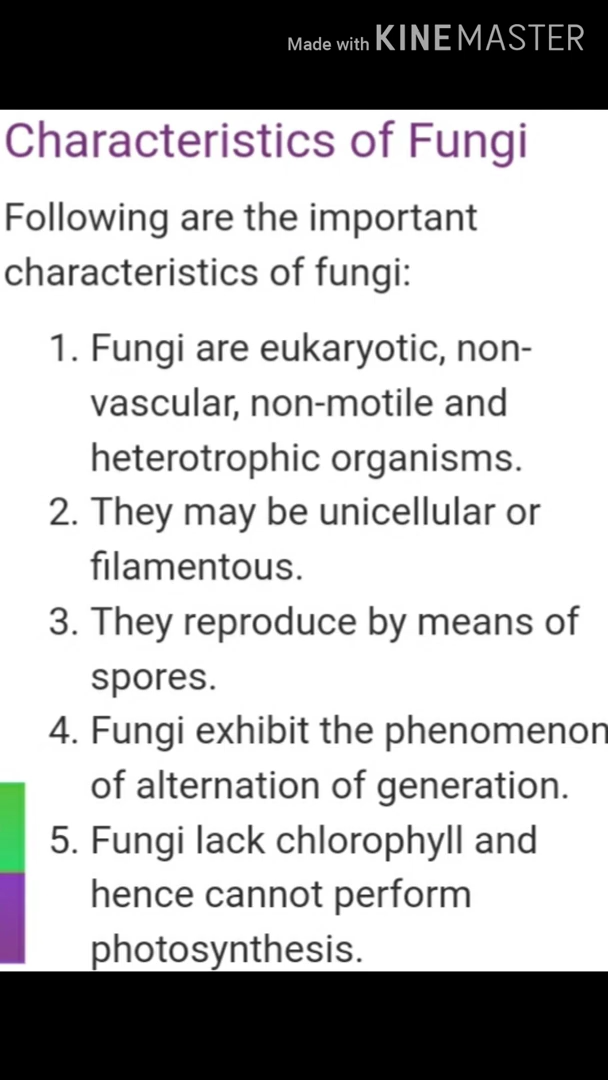 Made with KINEMASTER
Characteristics of Fungi
Following are the important
characteristics of fungi:
1. Fungi are eukaryotic, non-
vascular, non-motile and
heterotrophic organisms.
2. They may be unicellular or
filamentous.
3. They reproduce by means of
spores.
4. Fungi exhibit the phenomenon
of alternation of generation.
5. Fungi lack chlorophyll and
hence cannot perform
photosynthesis.